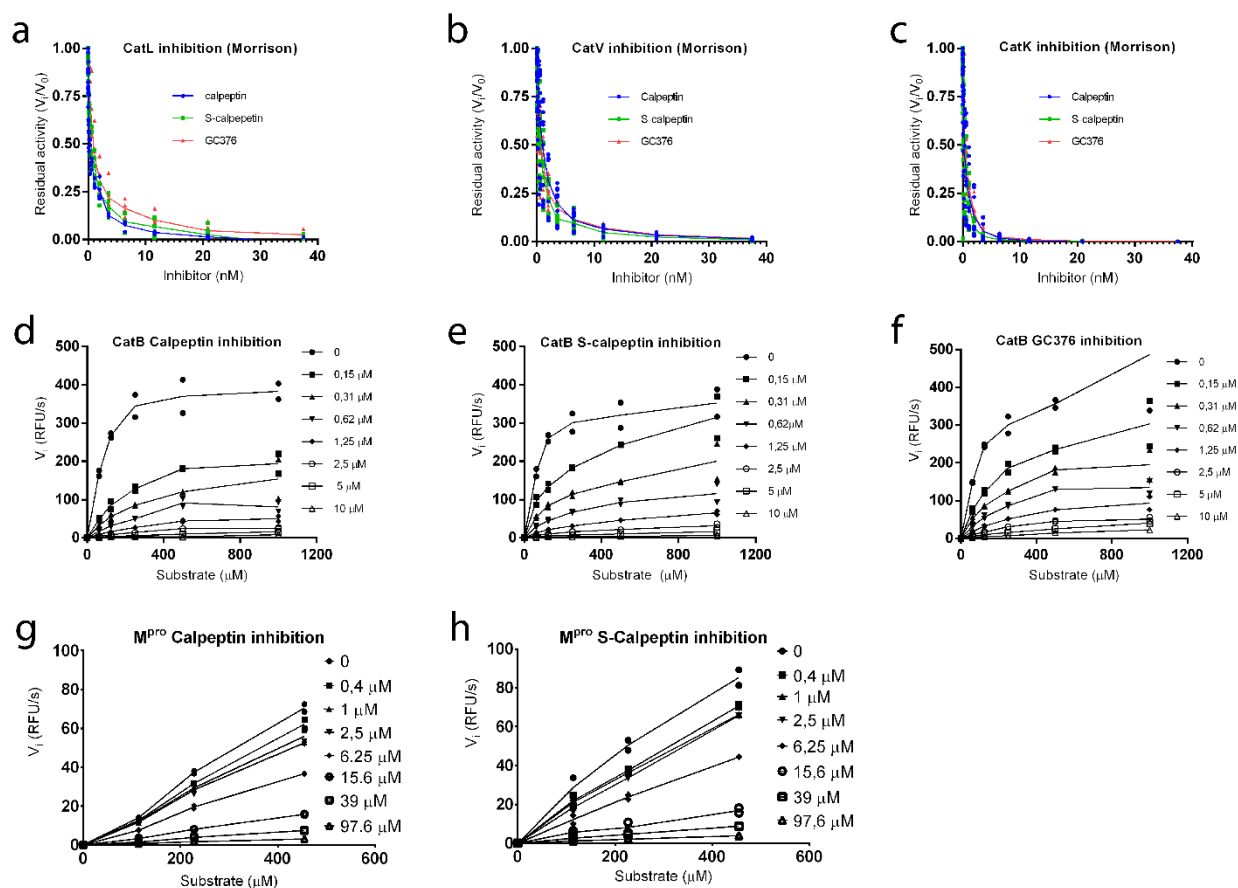 a
CatL inhibition (Morrison)
1.00
0.75
0.50
0.25
0.00
Residual activity (Vi/V0)
calpeptin
S-calpepetin
GC376
0 10 20 30 40
Inhibitor (nM)
b
CatV inhibition (Morrison)
1.00
0.75
0.50
0.25
0.00
Residual activity (Vi/V0)
Calpeptin
S calpeptin
GC376
0 10 20 30 40
Inhibitor (nM)
c
CatK inhibition (Morrison)
1.00
0.75
0.50
0.25
0.00
Residual activity (Vi/V0)
Calpeptin
S calpeptin
GC376
0 10 20 30 40
Inhibitor (nM)
d
CatB Calpeptin inhibition
500
400
300
200
100
0
Vi (RFU/s)
0
0,15 µM
0,31 µM
0,62 µM
1,25 µM
2,5 µM
5 µM
10 µM
0 400 800 1200
Substrate (µM)
e
CatB S-calpeptin inhibition
500
400
300
200
100
0
Vi (RFU/s)
0
0,15 µM
0,31 µM
0,62µM
1,25 µM
2,5 µM
5 µM
10 µM
0 400 800 1200
Substrate (µM)
f
CatB GC376 inhibition
500
400
300
200
100
0
Vi (RFU/s)
0
0,15 µM
0,31 µM
0,62 µM
1,25 µM
2,5 µM
5 µM
10 µM
0 400 800 1200
Substrate (µM)
g
Mpro Calpeptin inhibition
100
80
60
40
20
0
Vi (RFU/s)
0
0,4 µM
1 µM
2,5 µM
6.25 µM
15.6 µM
39 µM
97.6 µM
0 200 400 600
Substrate (µM)
h
Mpro S-Calpeptin inhibition
100
80
60
40
20
0
Vi (RFU/s)
0
0,4 µM
1 µM
2,5 µM
6,25 µM
15,6 µM
39 µM
97,6 µM
0 200 400 600
Substrate (µM)